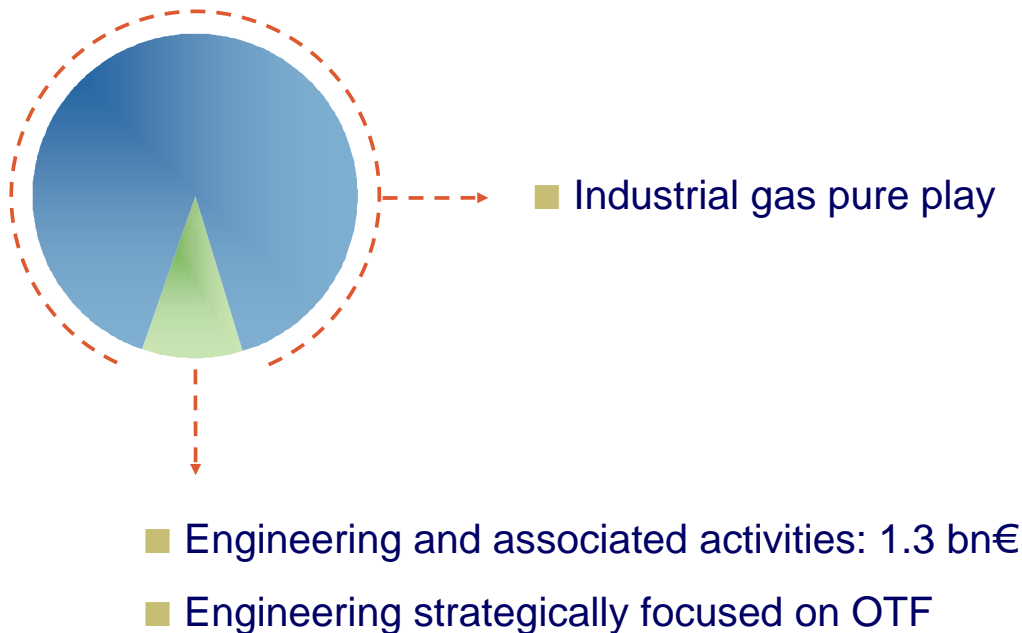 Industrial gas pure play
Engineering and associated activities: 1.3 bn€
Engineering strategically focused on OTF